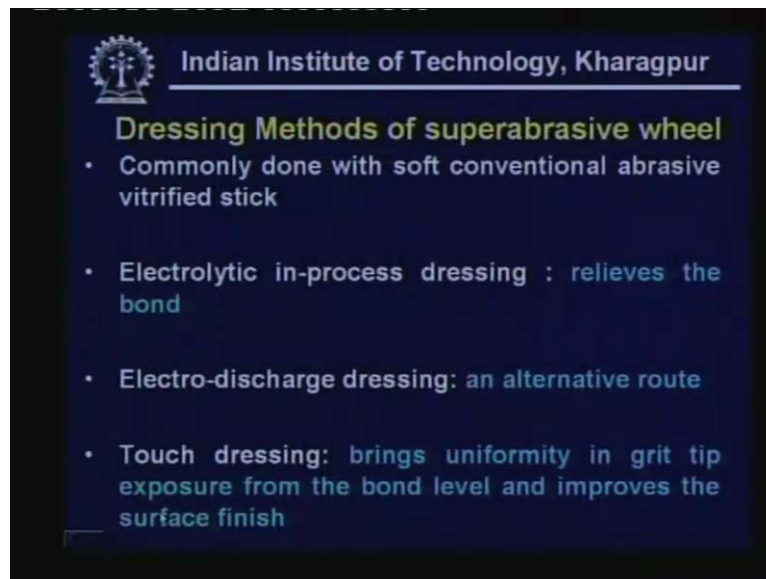 Indian Institute of Technology, Kharagpur
Dressing Methods of superabrasive wheel
• Commonly done with soft conventional abrasive
vitrified stick
• Electrolytic in-process dressing : relieves the
bond
• Electro-discharge dressing: an alternative route
• Touch dressing: brings uniformity in grit tip
exposure from the bond level and improves the
surface finish